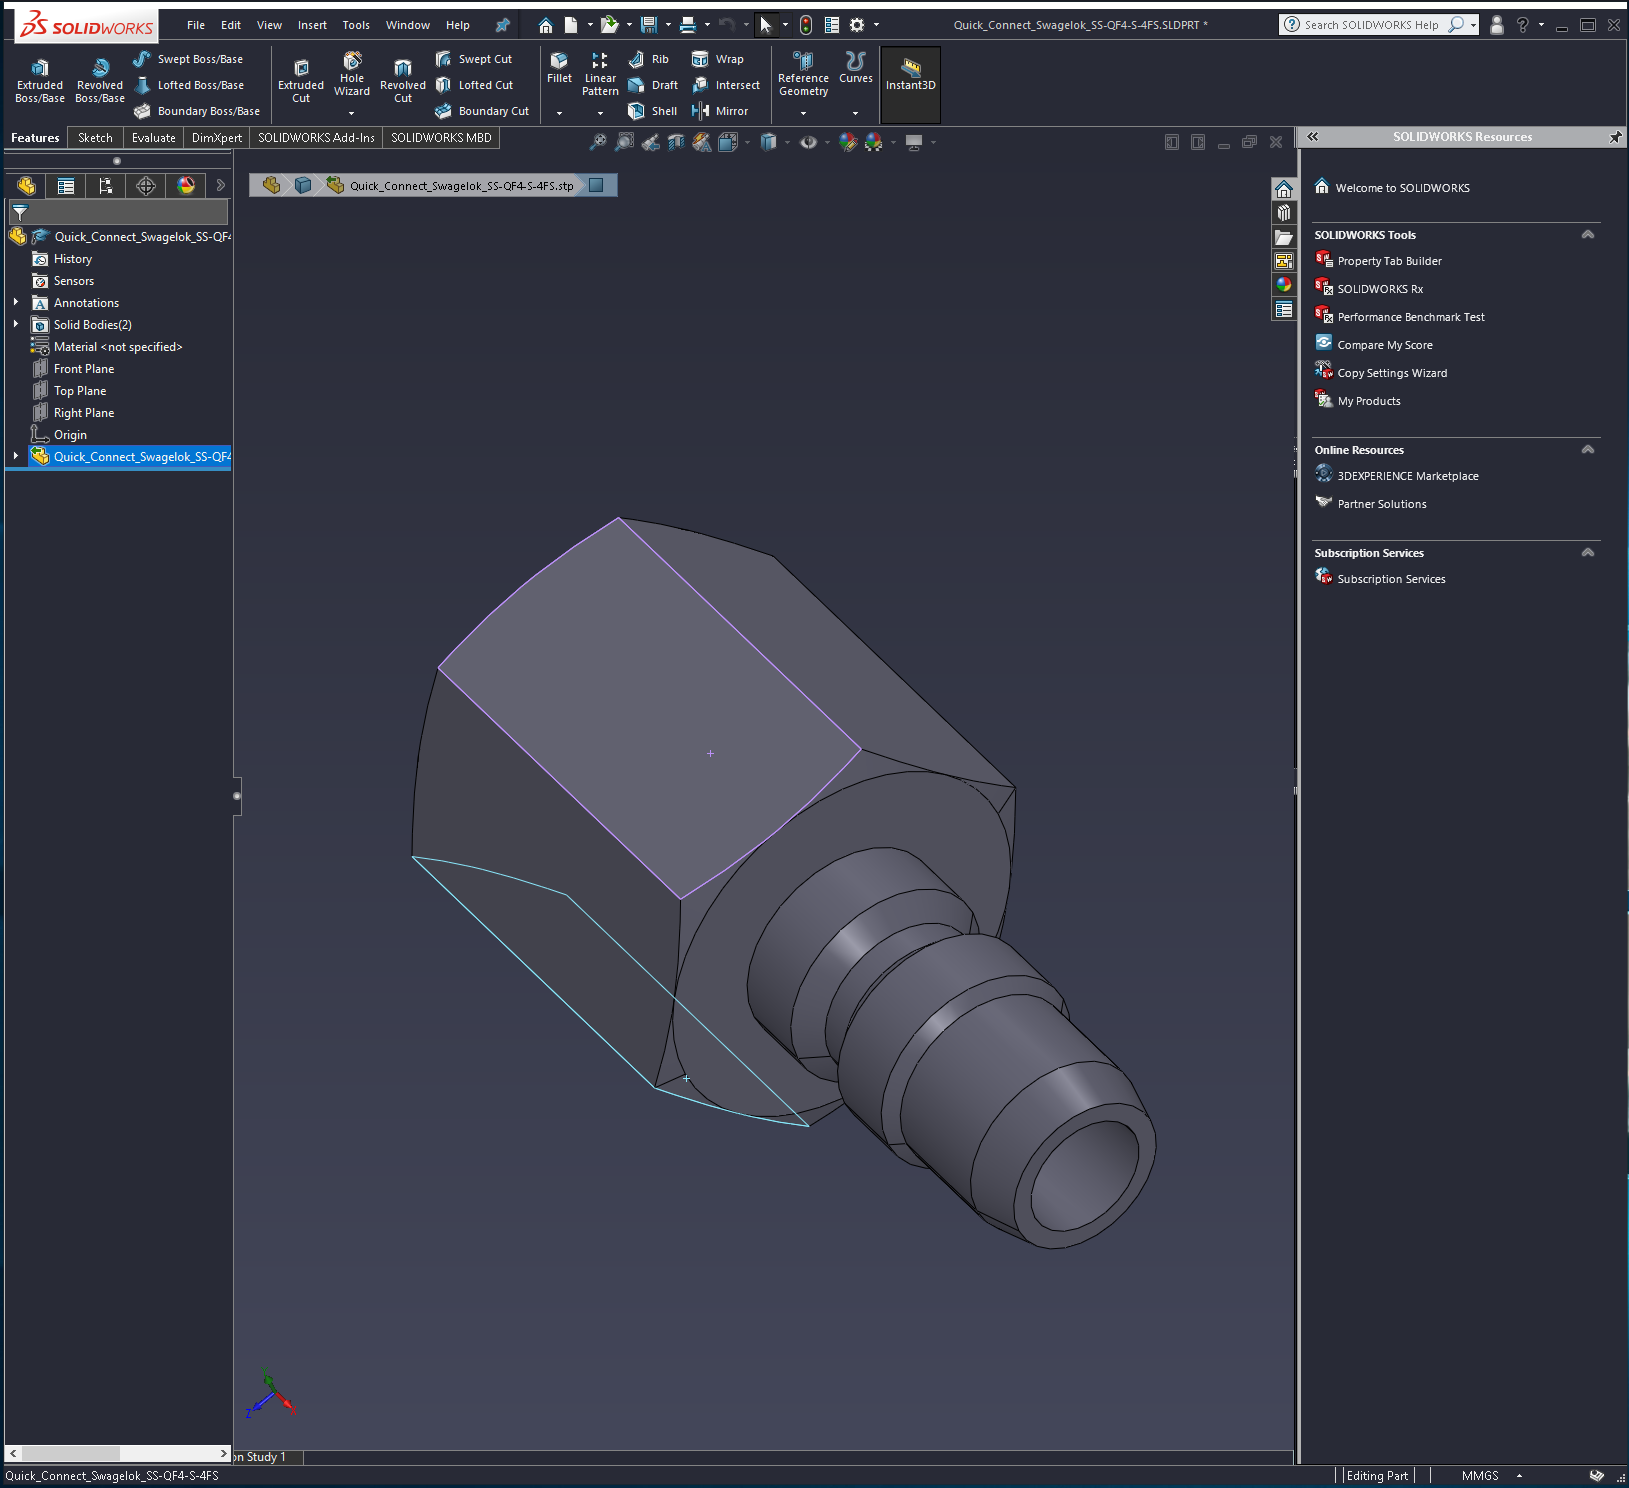 SOLIDWORKS
File Edit View Insert Tools Window Help
Quick_Connect_Swagelok_SS-QF4-S-4FS.SLDPRT *
Search SOLIDWORKS Help
Extruded Boss/Base
Revolved Boss/Base
Swept Boss/Base
Lofted Boss/Base
Boundary Boss/Base
Extruded Cut
Hole Wizard
Revolved Cut
Swept Cut
Lofted Cut
Boundary Cut
Fillet
Linear Pattern
Rib
Draft
Shell
Wrap
Intersect
Mirror
Reference Geometry
Curves
Instant3D
Features Sketch Evaluate DimXpert SOLIDWORKS Add-Ins SOLIDWORKS MBD
Quick_Connect_Swagelok_SS-QF4-S-4FS.stp
Quick_Connect_Swagelok_SS-QF4
History
Sensors
Annotations
Solid Bodies(2)
Material <not specified>
Front Plane
Top Plane
Right Plane
Origin
Quick_Connect_Swagelok_SS-QF4
SOLIDWORKS Resources
Welcome to SOLIDWORKS
SOLIDWORKS Tools
Property Tab Builder
SOLIDWORKS Rx
Performance Benchmark Test
Compare My Score
Copy Settings Wizard
My Products
Online Resources
3DEXPERIENCE Marketplace
Partner Solutions
Subscription Services
Subscription Services
Z
on Study 1
Quick_Connect_Swagelok_SS-QF4-S-4FS
Editing Part
MMGS